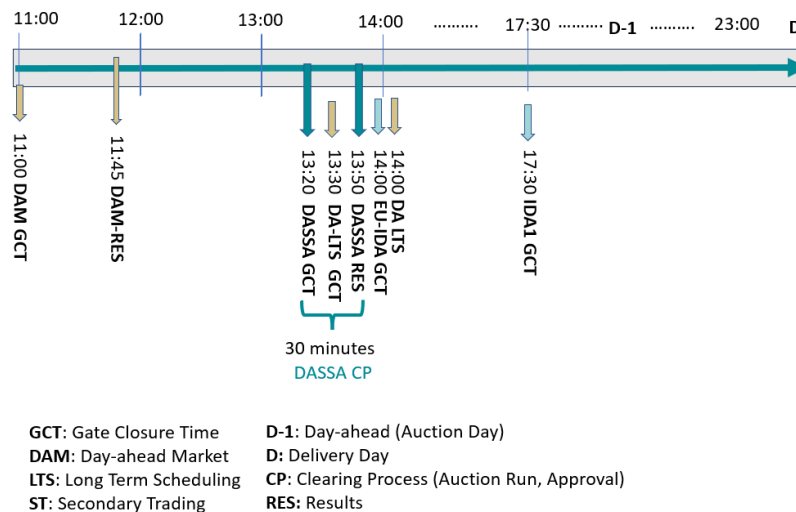 11:00
12:00
13:00
14:00
..........
17:30
..........
D-1
..........
23:00
D
11:00 DAM GCT
11:45 DAM-RES
13:20 DASSA GCT
13:30 DA-LTS GCT
13:50 DASSA RES
14:00 EU-IDA GCT
14:00 DA LTS
17:30 IDA1 GCT
30 minutes
DASSA CP
GCT: Gate Closure Time
DAM: Day-ahead Market
LTS: Long Term Scheduling
ST: Secondary Trading
D-1: Day-ahead (Auction Day)
D: Delivery Day
CP: Clearing Process (Auction Run, Approval)
RES: Results